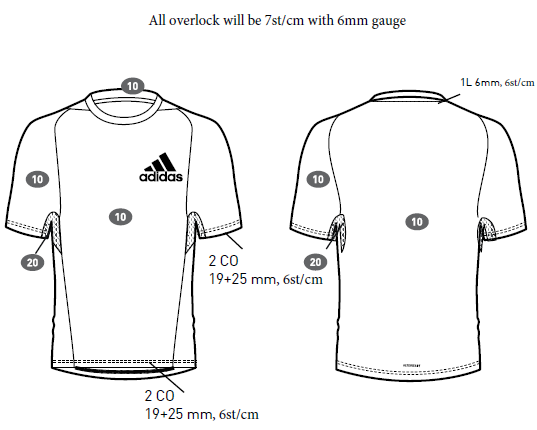 All overlock will be 7st/cm with 6mm gauge
10
1L 6mm, 6st/cm
10
adidas
10
10
10
20
2 CO
19+25 mm, 6st/cm
20
2 CO
19+25 mm, 6st/cm